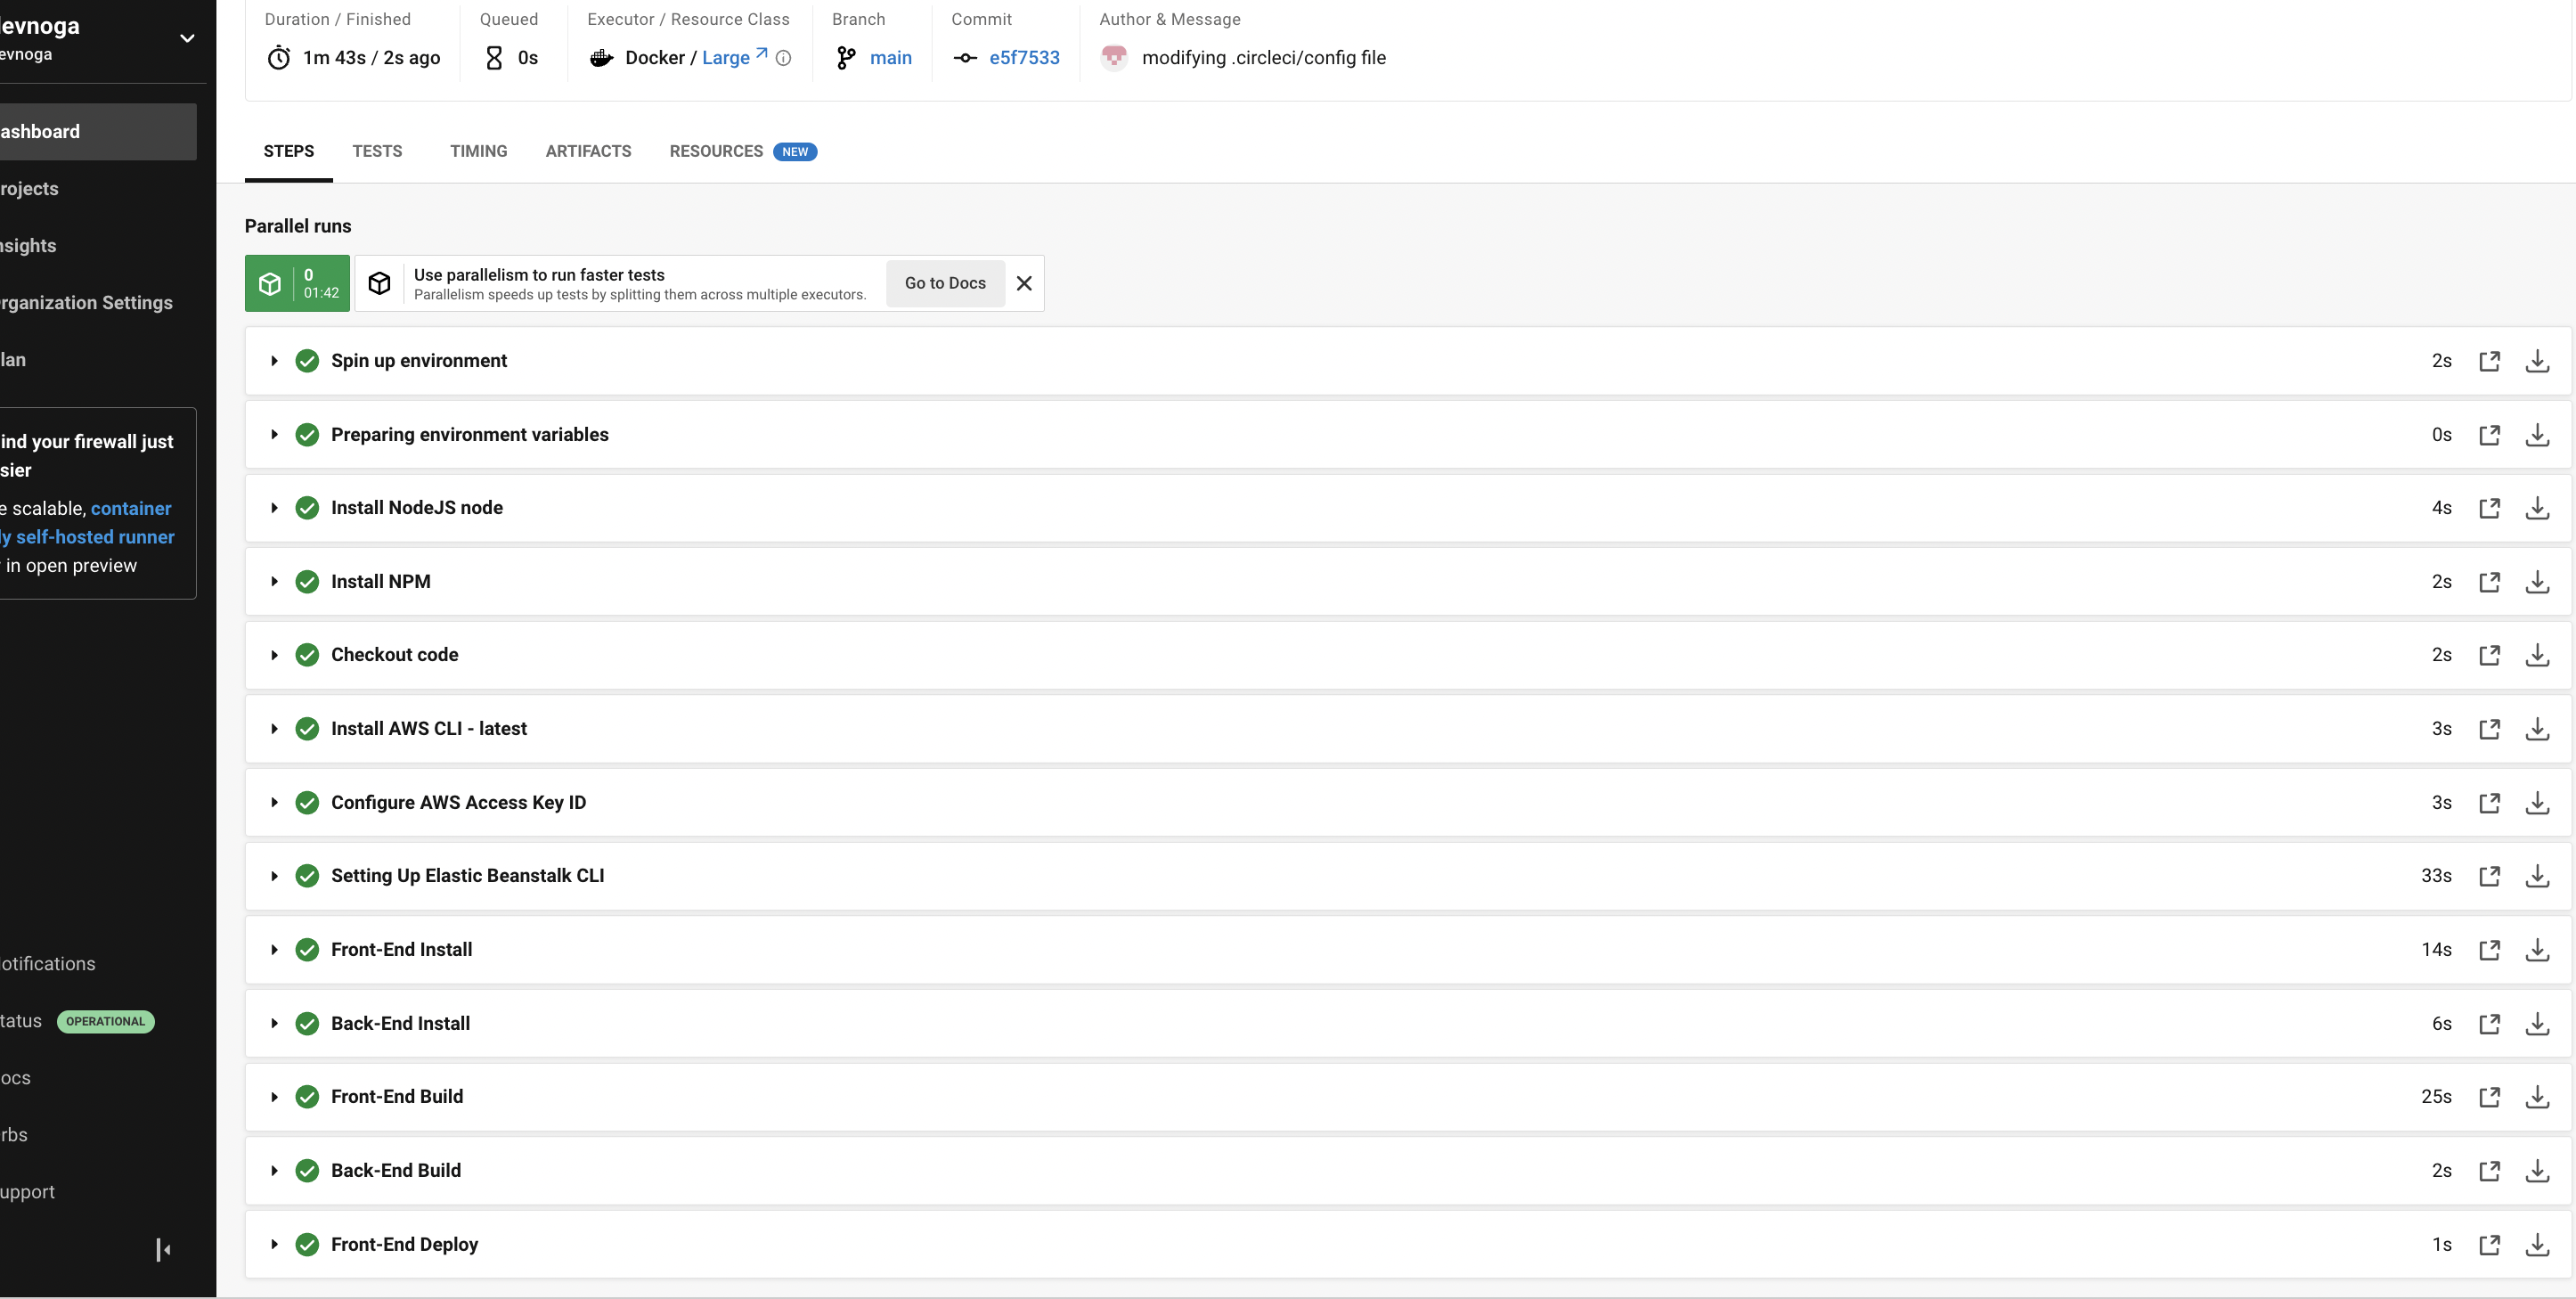 levnoga
evnoga
ashboard
rojects
nsights
rganization Settings
lan
ind your firewall just
sier
e scalable, container
ly self-hosted runner
in open preview
otifications
tatus OPERATIONAL
ocs
rbs
upport
Duration / Finished
1m 43s / 2s ago
Queued
0s
Executor / Resource Class
Docker / Large
Branch
main
Commit
e5f7533
Author & Message
modifying .circleci/config file
STEPS TESTS TIMING ARTIFACTS RESOURCES NEW
Parallel runs
0
01:42
Use parallelism to run faster tests
Parallelism speeds up tests by splitting them across multiple executors.
Go to Docs
Spin up environment 2s
Preparing environment variables 0s
Install NodeJS node 4s
Install NPM 2s
Checkout code 2s
Install AWS CLI - latest 3s
Configure AWS Access Key ID 3s
Setting Up Elastic Beanstalk CLI 33s
Front-End Install 14s
Back-End Install 6s
Front-End Build 25s
Back-End Build 2s
Front-End Deploy 1s